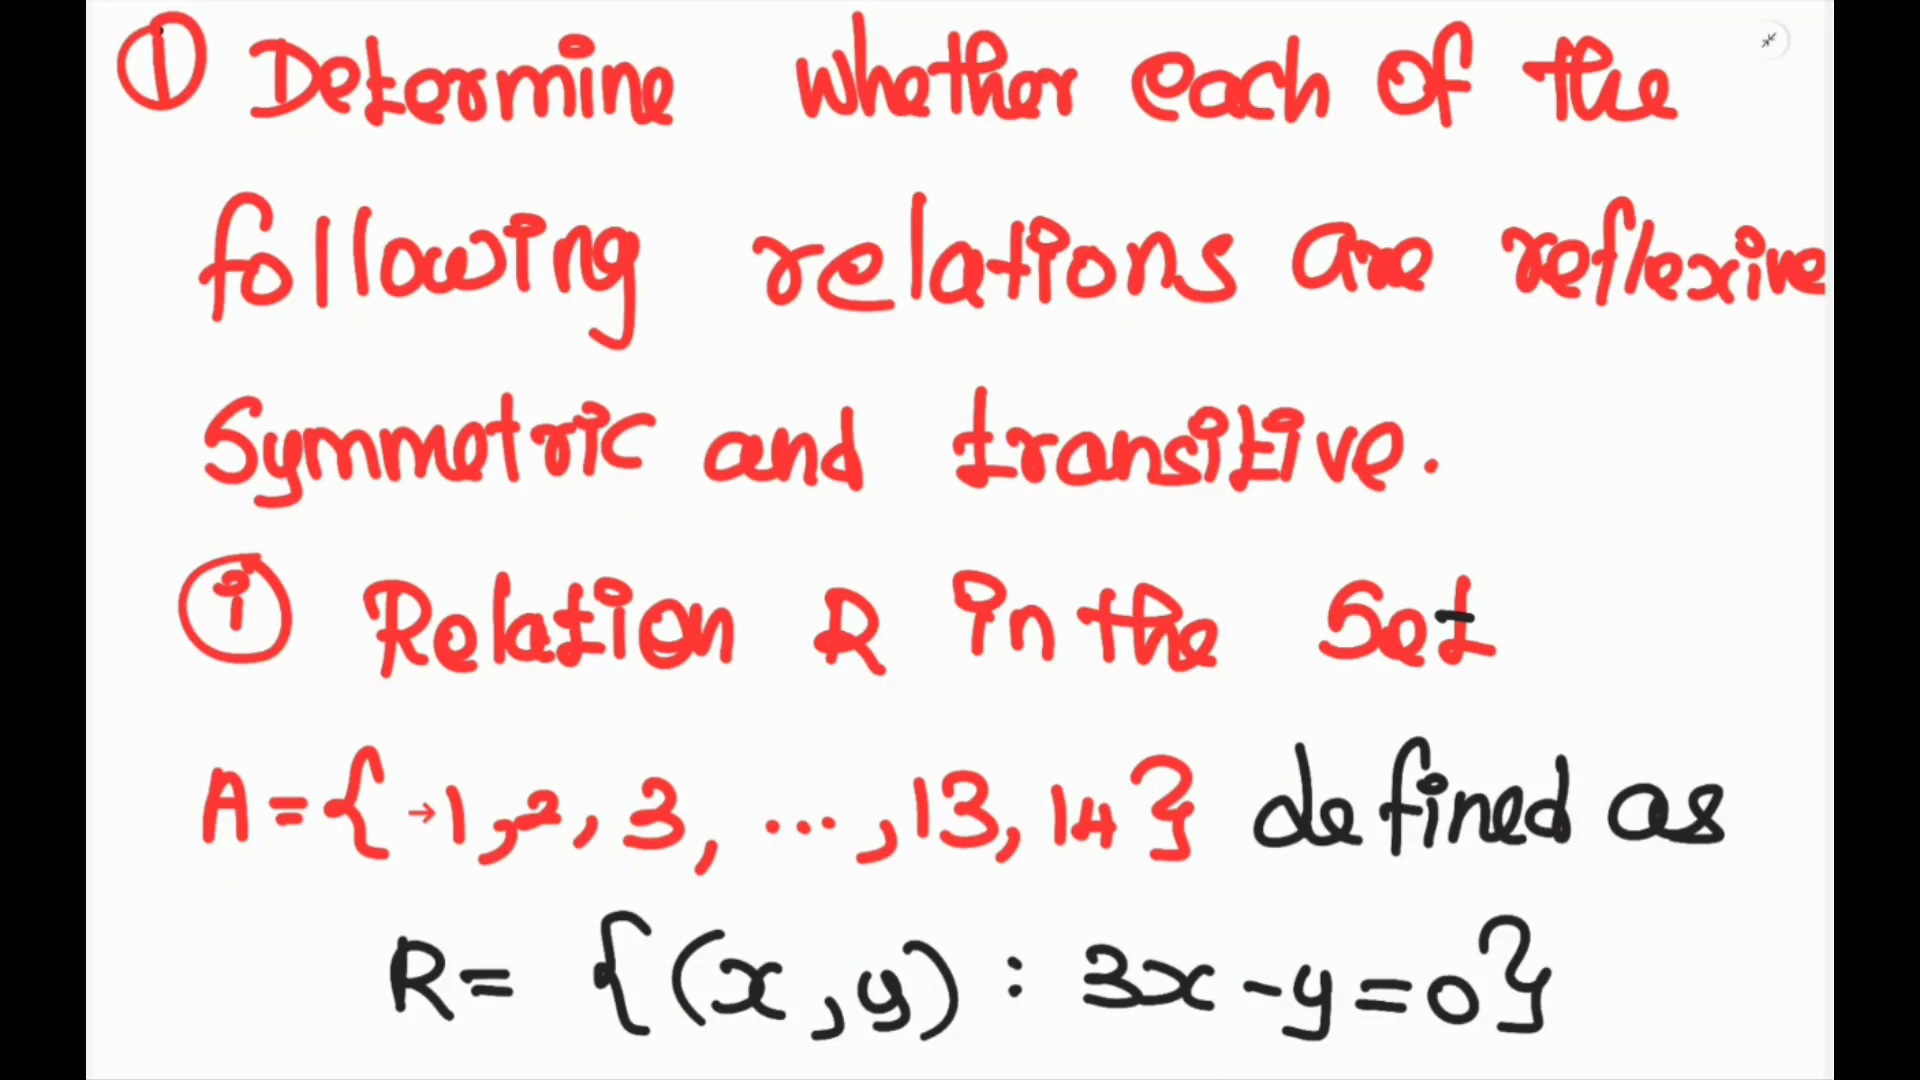 ① Determine whether each of the
following relations are reflexive
Symmetric and transitive.
ⓘ Relation R in the Set
A = { →1, 2, 3, ..., 13, 14 } defined as
R = { (x, y) : 3x - y = 0 }